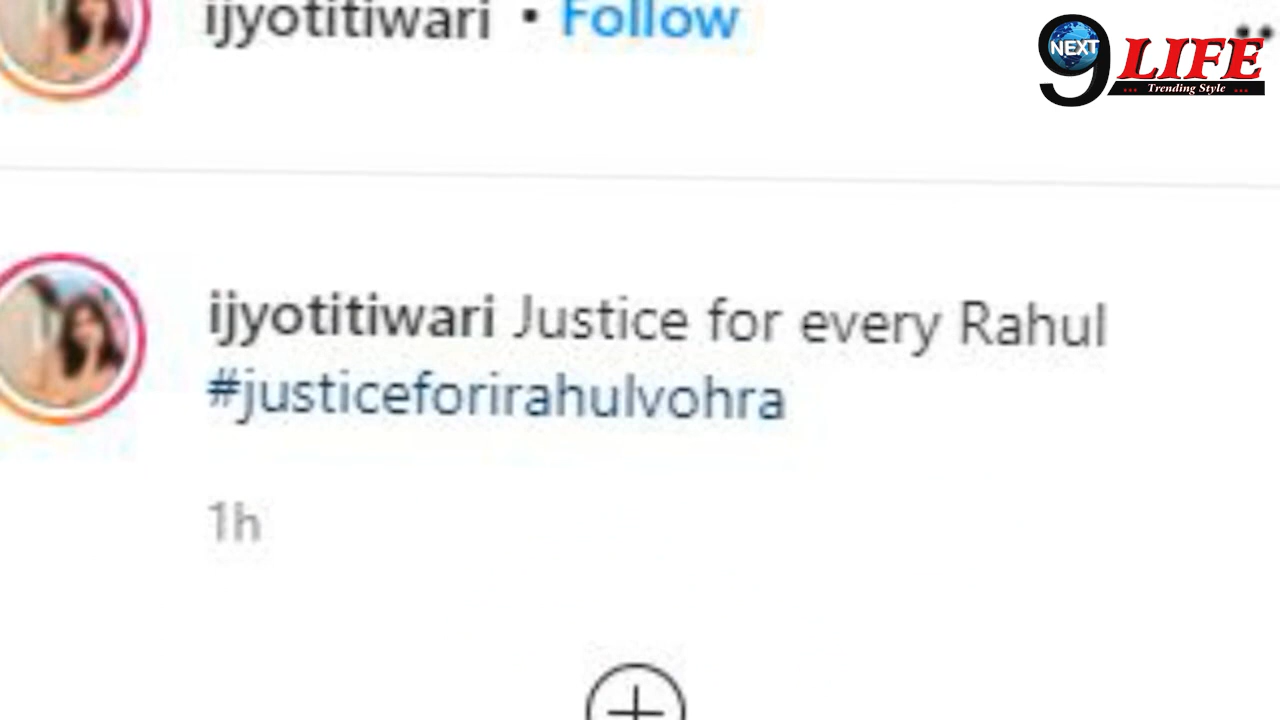 ijyotitiwari • Follow
NEXT
9 LIFE
... Trending Style ...
ijyotitiwari Justice for every Rahul
#justiceforirahulvohra
1h